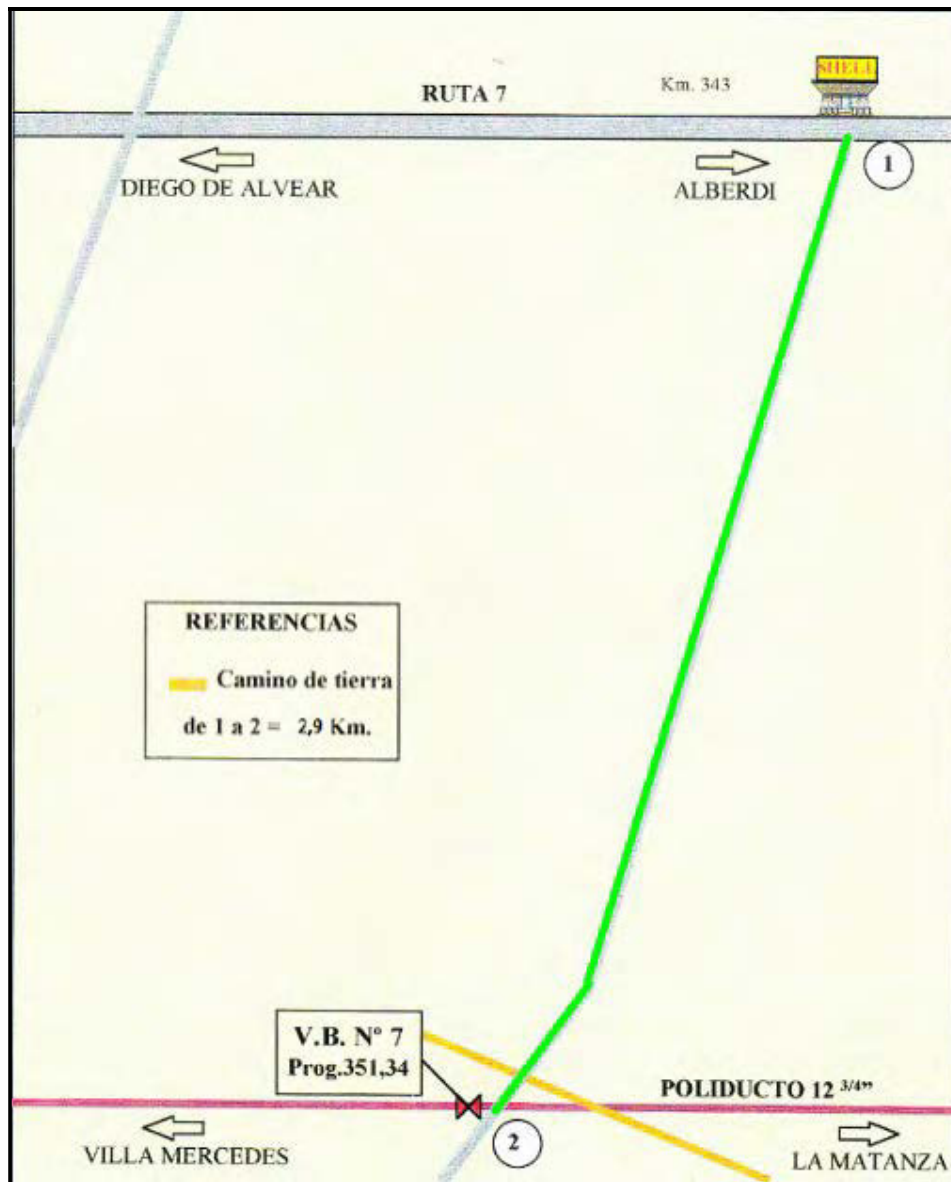 SHELL
RUTA 7
Km. 343
1
DIEGO DE ALVEAR
ALBERDI
REFERENCIAS
Camino de tierra
de 1 a 2 = 2,9 Km.
V.B. Nº 7
Prog.351,34
POLIDUCTO 12 3/4”
2
VILLA MERCEDES
LA MATANZA